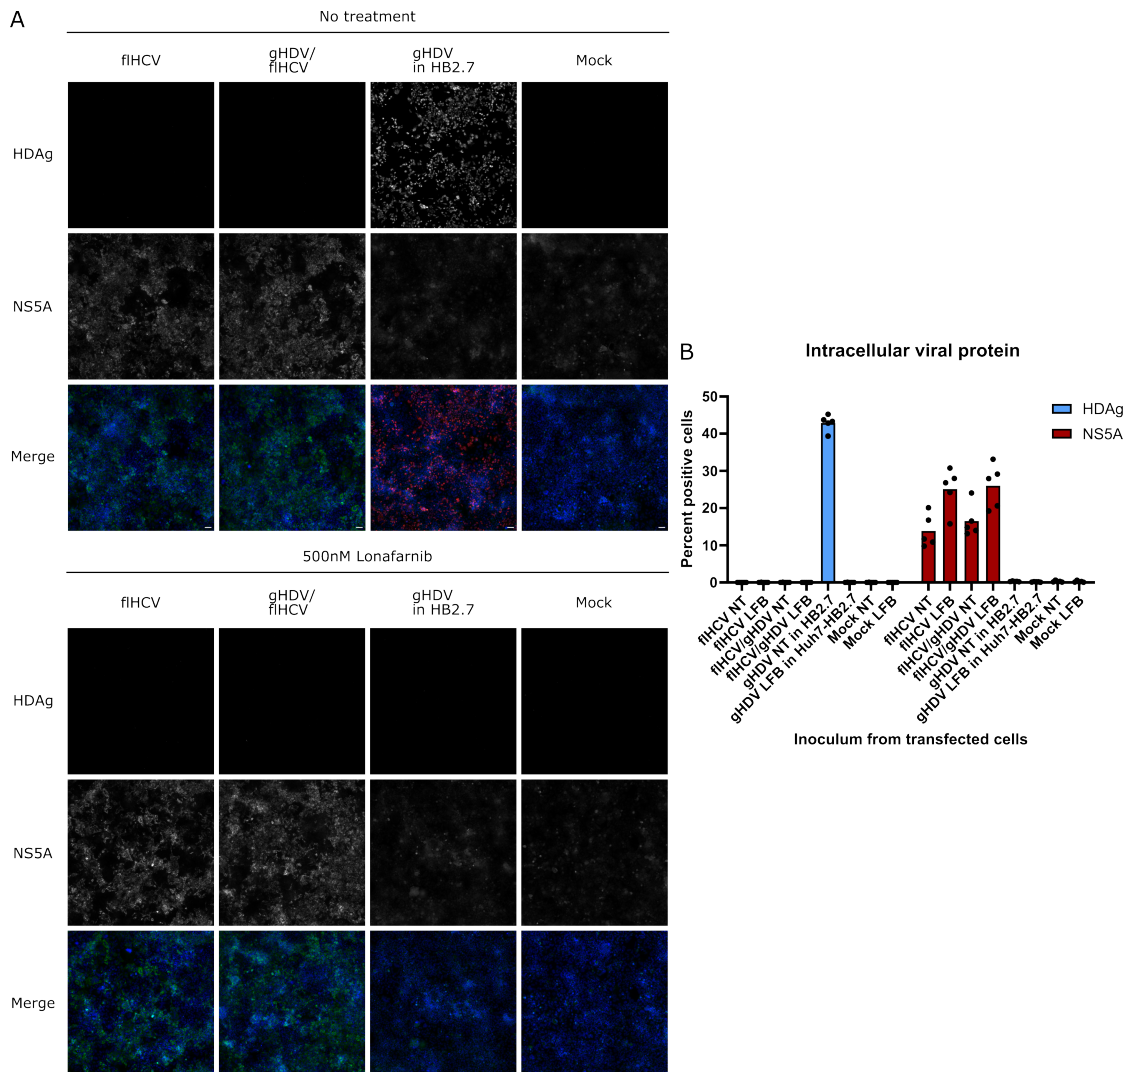 A
No treatment
flHCV
gHDV/
flHCV
gHDV
in HB2.7
Mock
HDAg
NS5A
Merge
500nM Lonafarnib
flHCV
gHDV/
flHCV
gHDV
in HB2.7
Mock
HDAg
NS5A
Merge
B
Intracellular viral protein
Percent positive cells
50
40
30
20
10
0
HDAg
NS5A
flHCV NT
flHCV LFB
flHCV/gHDV NT
flHCV/gHDV LFB
gHDV NT in HB2.7
gHDV LFB in Huh7-HB2.7
Mock NT
Mock LFB
flHCV NT
flHCV LFB
flHCV/gHDV NT
flHCV/gHDV LFB
gHDV NT in HB2.7
gHDV LFB in Huh7-HB2.7
Mock NT
Mock LFB
Inoculum from transfected cells